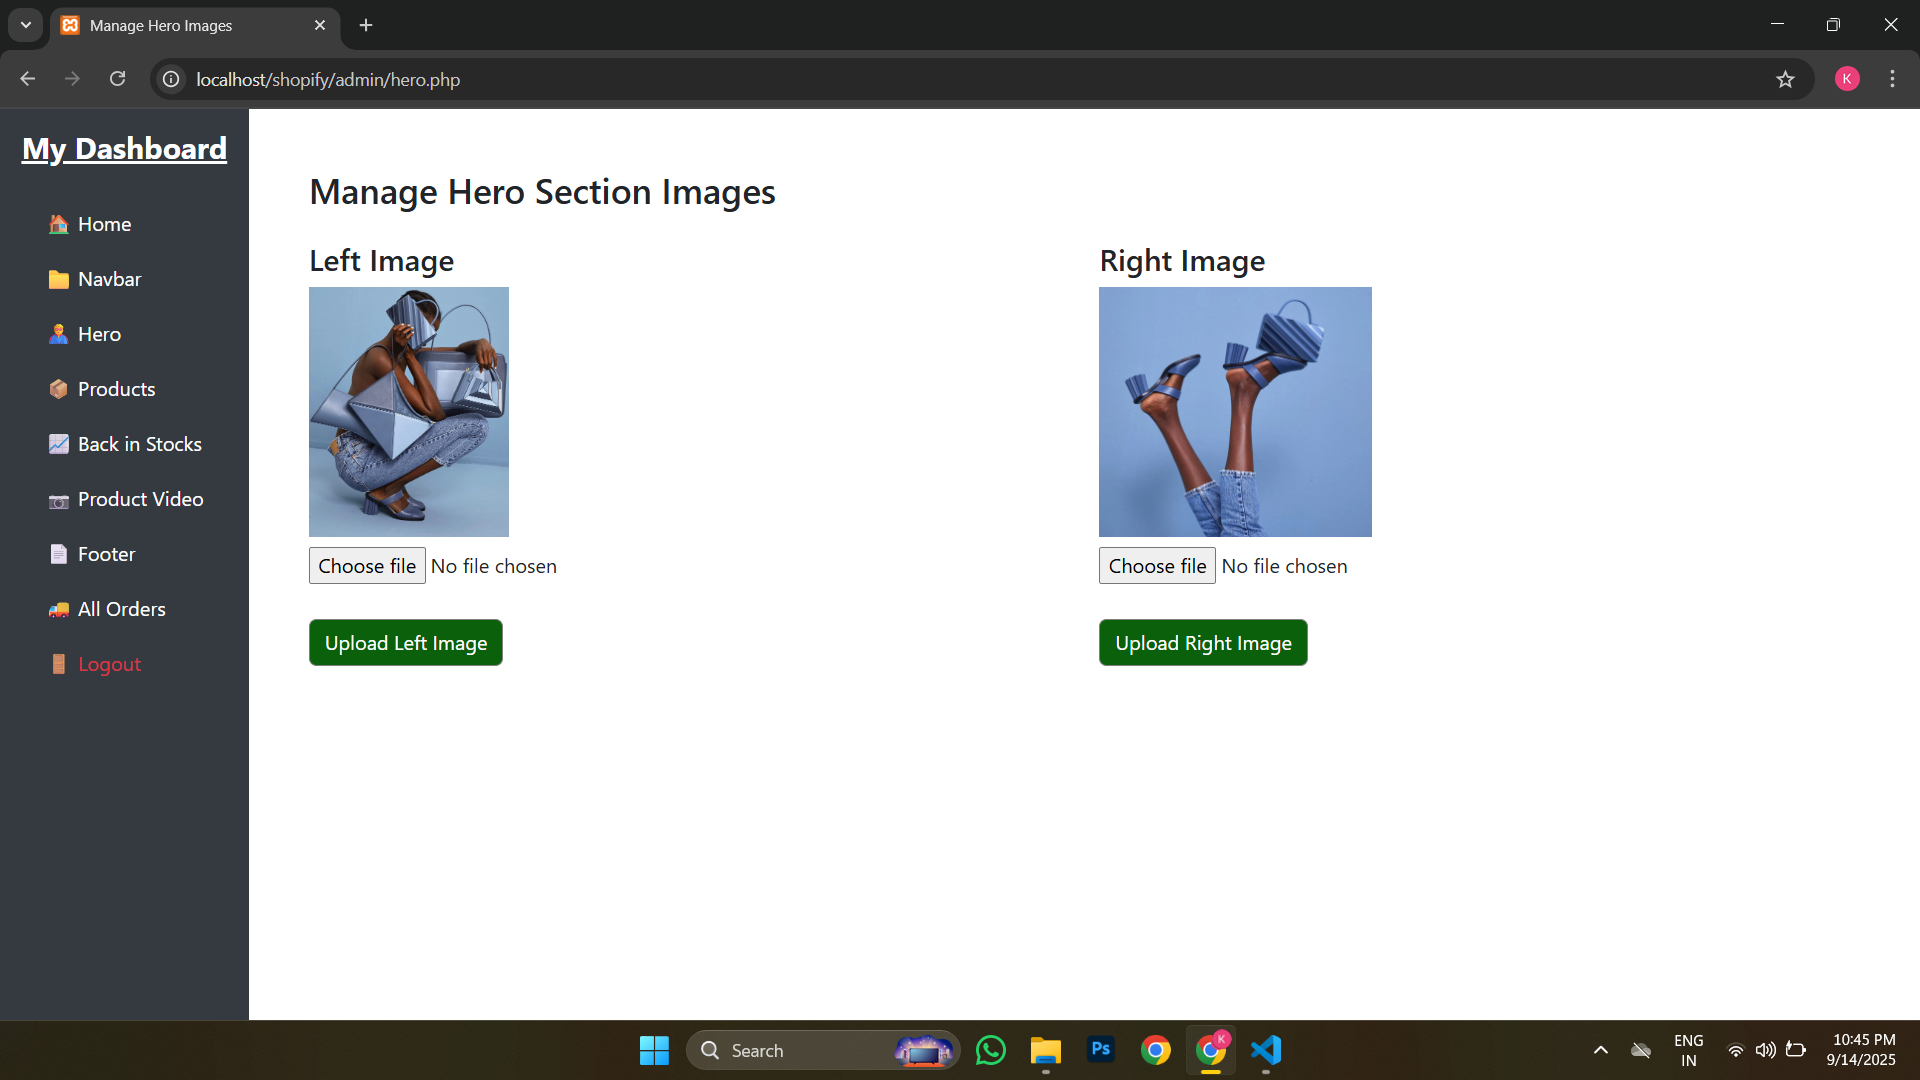 Manage Hero Images
localhost/shopify/admin/hero.php
K
My Dashboard
Home
Navbar
Hero
Products
Back in Stocks
Product Video
Footer
All Orders
Logout
Manage Hero Section Images
Left Image
Choose file No file chosen
Upload Left Image
Right Image
Choose file No file chosen
Upload Right Image
Search
Ps
K
ENG
IN
10:45 PM
9/14/2025